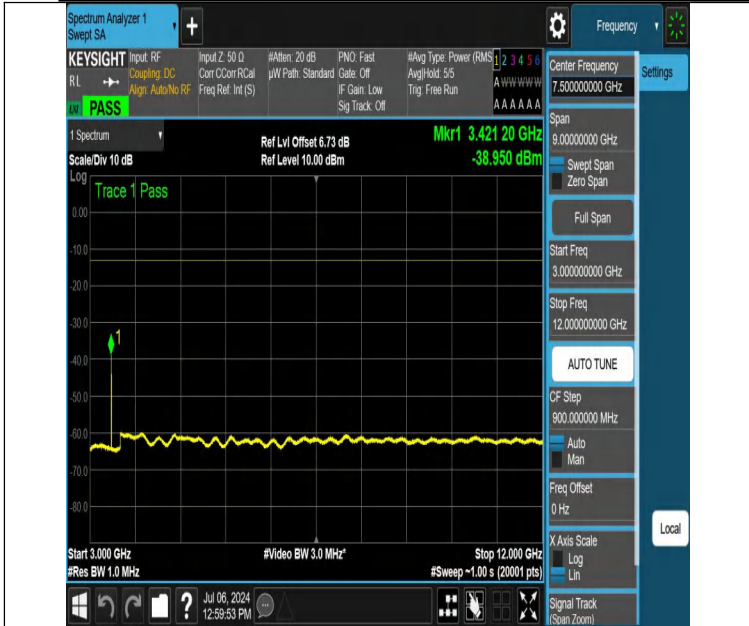 Spectrum Analyzer 1
Swept SA
Frequency
KEYSIGHT
RL
PASS
Input: RF
Coupling: DC
Align: Auto/No RF
Input Z: 50 Ω
Corr CCorr RCal
Freq Ref: Int (S)
#Atten: 20 dB
µW Path: Standard
PNO: Fast
Gate: Off
IF Gain: Low
Sig Track: Off
#Avg Type: Power (RMS
Avg|Hold: 5/5
Trig: Free Run
1 2 3 4 5 6
A W W W W W
A A A A A A
1 Spectrum
Scale/Div 10 dB
Ref Lvl Offset 6.73 dB
Ref Level 10.00 dBm
Mkr1 3.421 20 GHz
-38.950 dBm
Log
Trace 1 Pass
0.00
-10.0
-20.0
-30.0
1
-40.0
-50.0
-60.0
-70.0
-80.0
Start 3.000 GHz
#Res BW 1.0 MHz
#Video BW 3.0 MHz*
Stop 12.000 GHz
#Sweep ~1.00 s (20001 pts)
Jul 06, 2024
12:59:53 PM
Center Frequency
7.500000000 GHz
Settings
Span
9.00000000 GHz
Swept Span
Zero Span
Full Span
Start Freq
3.000000000 GHz
Stop Freq
12.000000000 GHz
AUTO TUNE
CF Step
900.000000 MHz
Auto
Man
Freq Offset
0 Hz
X Axis Scale
Log
Lin
Local
Signal Track
(Span Zoom)